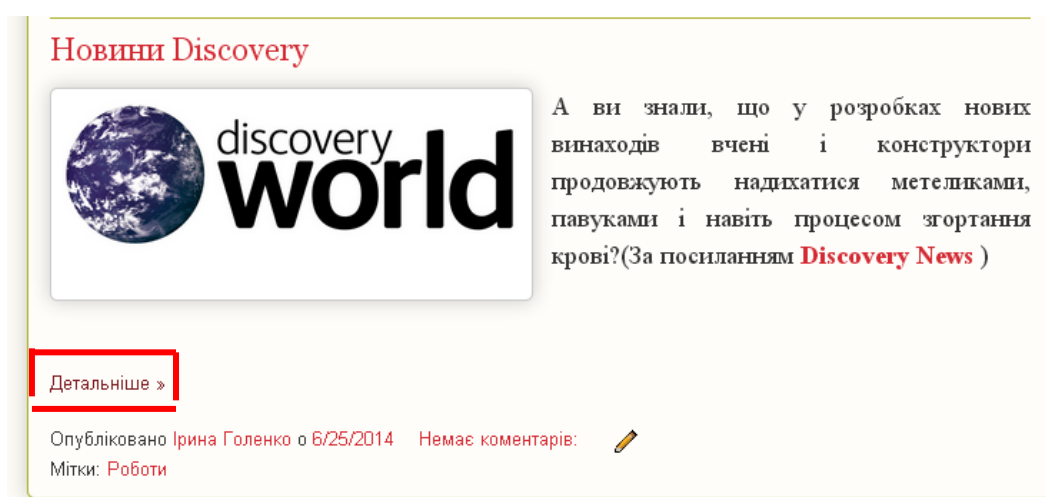 Новини Discovery
discovery
world
А ви знали, що у розробках нових
винаходів вчені і конструктори
продовжують надихатися метеликами,
павуками і навіть процесом згортання
крові?(За посиланням Discovery News )
Детальніше »
Опубліковано Ірина Голенко о 6/25/2014 Немає коментарів:
Мітки: Роботи